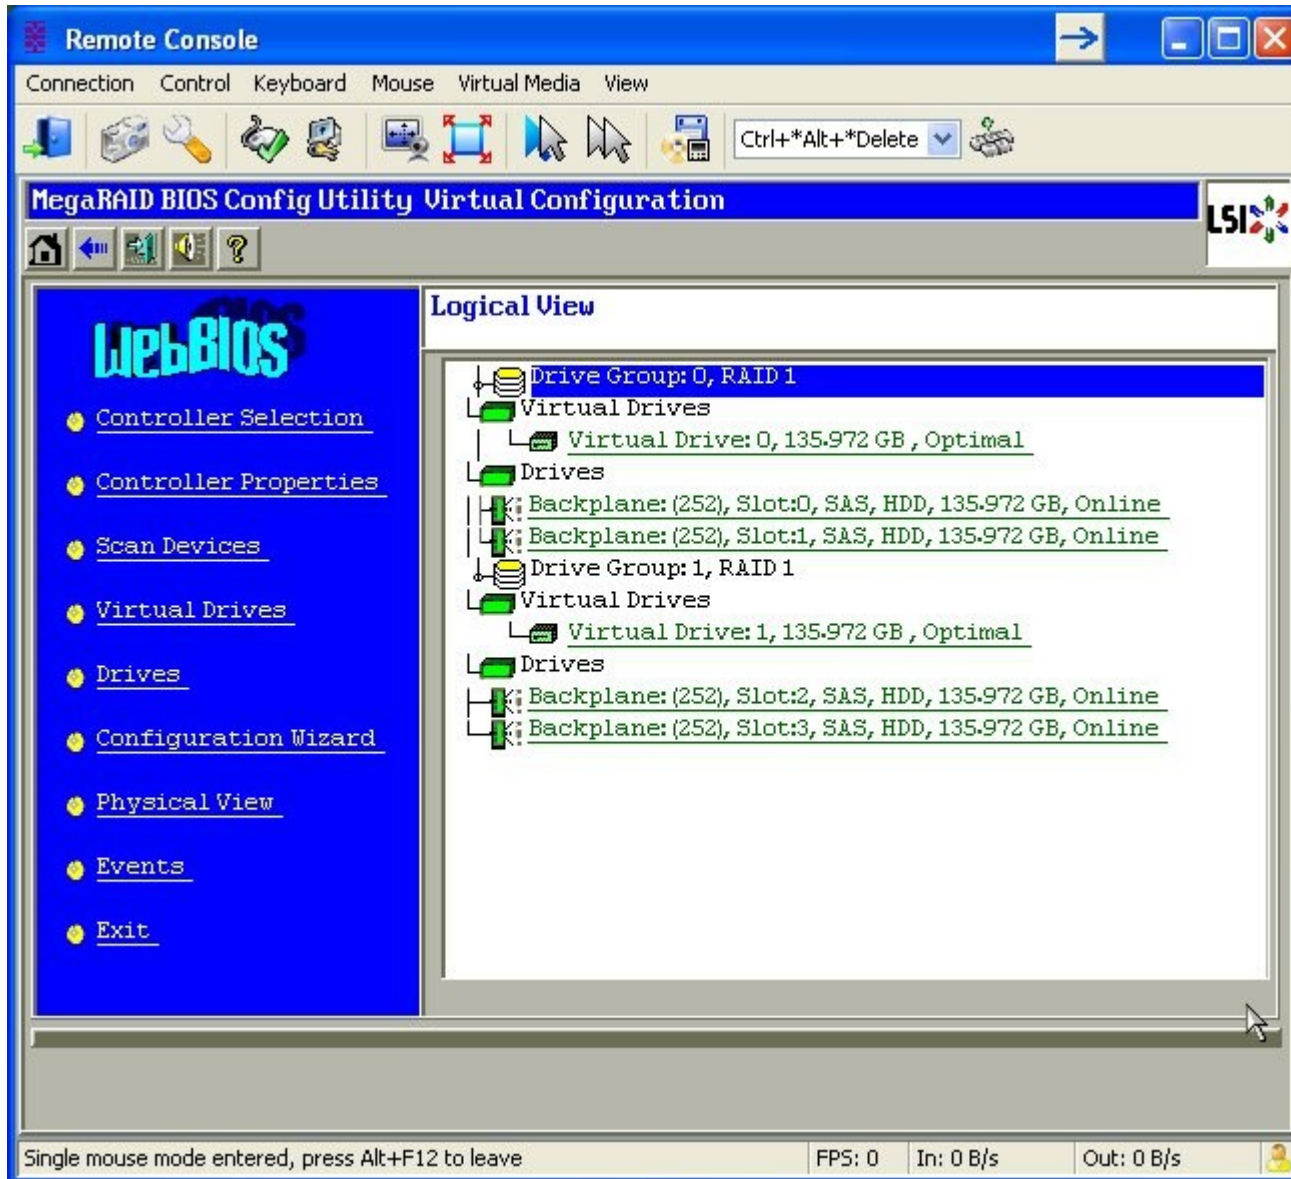 Remote Console
Connection Control Keyboard Mouse Virtual Media View
Ctrl+*Alt+*Delete
MegaRAID BIOS Config Utility Virtual Configuration
LSI
WebBIOS
Logical View
Controller Selection
Controller Properties
Scan Devices
Virtual Drives
Drives
Configuration Wizard
Physical View
Events
Exit
Drive Group: 0, RAID 1
Virtual Drives
Virtual Drive: 0, 135.972 GB , Optimal
Drives
Backplane: (252), Slot:0, SAS, HDD, 135.972 GB, Online
Backplane: (252), Slot:1, SAS, HDD, 135.972 GB, Online
Drive Group: 1, RAID 1
Virtual Drives
Virtual Drive: 1, 135.972 GB , Optimal
Drives
Backplane: (252), Slot:2, SAS, HDD, 135.972 GB, Online
Backplane: (252), Slot:3, SAS, HDD, 135.972 GB, Online
Single mouse mode entered, press Alt+F12 to leave FPS: 0 In: 0 B/s Out: 0 B/s